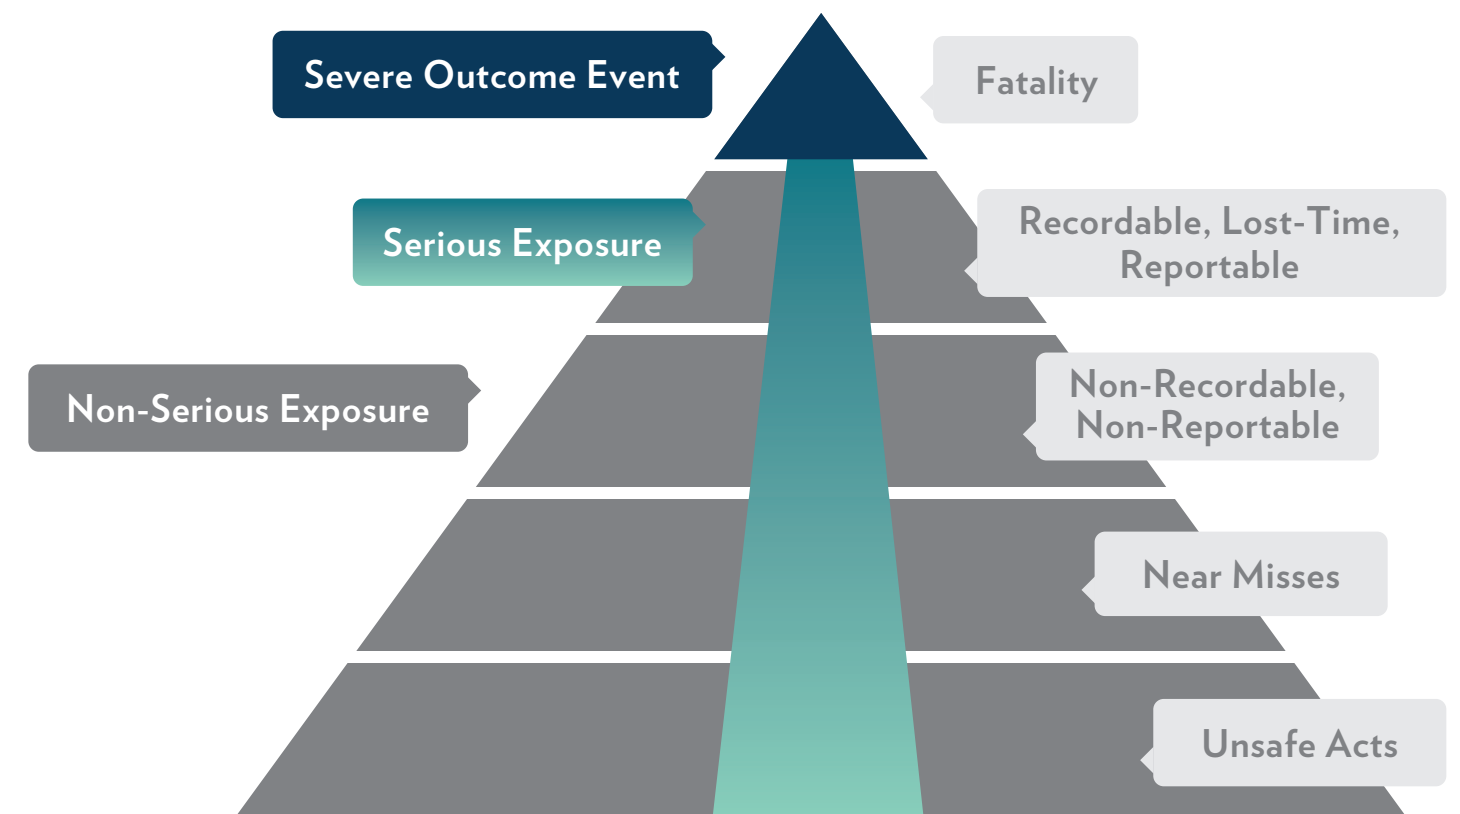 Severe Outcome Event
Fatality
Serious Exposure
Recordable, Lost-Time,
Reportable
Non-Serious Exposure
Non-Recordable,
Non-Reportable
Near Misses
Unsafe Acts